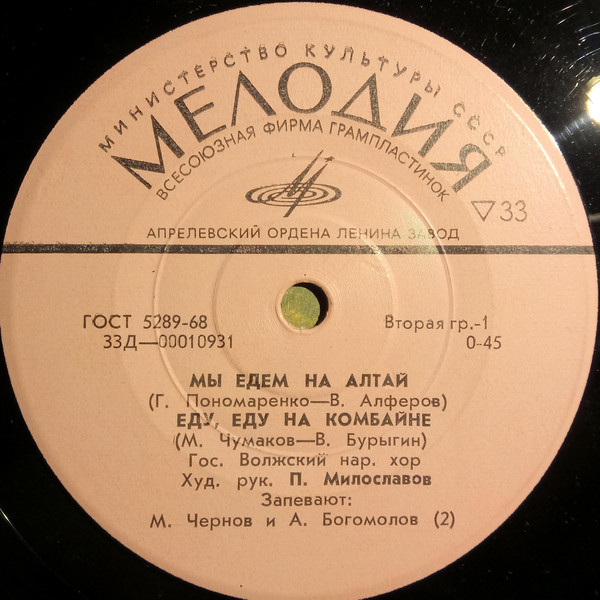 МИНИСТЕРСТВО КУЛЬТУРЫ СССР
МЕЛОДИЯ
ВСЕСОЮЗНАЯ ФИРМА ГРАМПЛАСТИНОК
▽33
АПРЕЛЕВСКИЙ ОРДЕНА ЛЕНИНА ЗАВОД
ГОСТ 5289-68 Вторая гр.-1
33Д—00010931 0-45
МЫ ЕДЕМ НА АЛТАЙ
(Г. Пономаренко—В. Алферов)
ЕДУ, ЕДУ НА КОМБАЙНЕ
(М. Чумаков—В. Бурыгин)
Гос. Волжский нар. хор
Худ. рук. П. Милославов
Запевают:
М. Чернов и А. Богомолов (2)